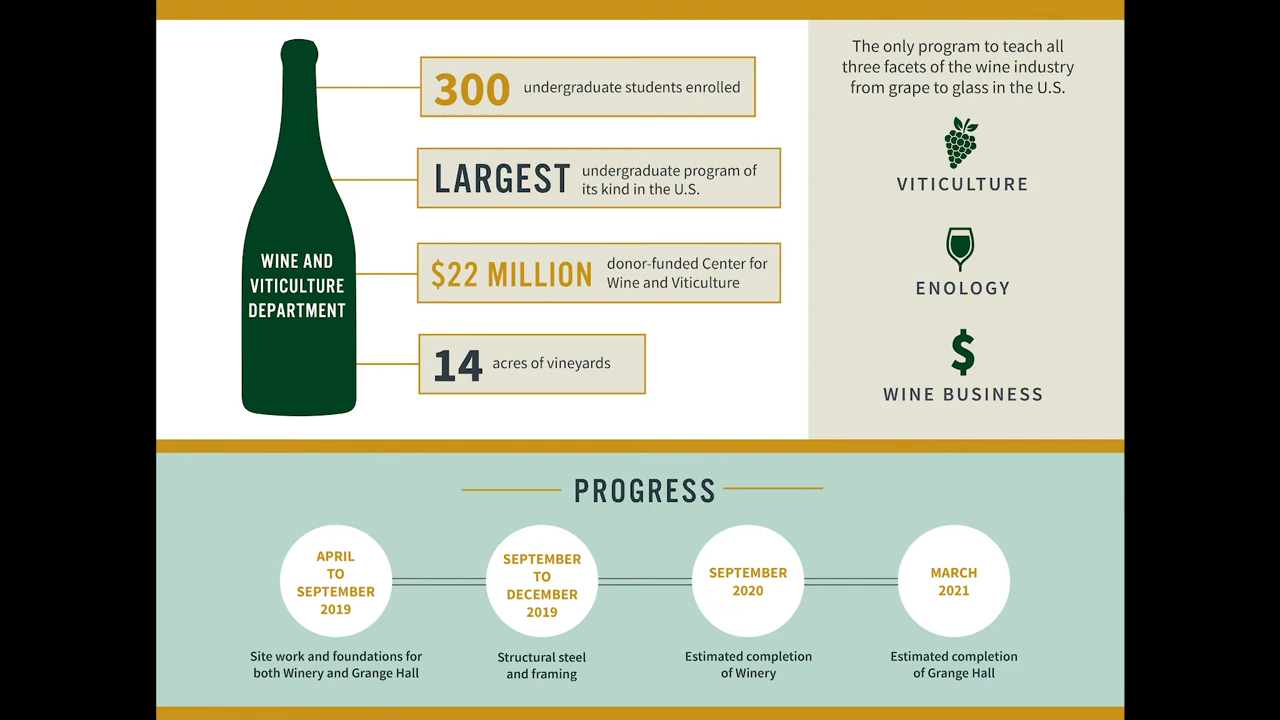 WINE AND
VITICULTURE
DEPARTMENT
300 undergraduate students enrolled
LARGEST undergraduate program of
its kind in the U.S.
$22 MILLION donor-funded Center for
Wine and Viticulture
14 acres of vineyards
The only program to teach all
three facets of the wine industry
from grape to glass in the U.S.
VITICULTURE
ENOLOGY
$
WINE BUSINESS
PROGRESS
APRIL
TO
SEPTEMBER
2019
Site work and foundations for
both Winery and Grange Hall
SEPTEMBER
TO
DECEMBER
2019
Structural steel
and framing
SEPTEMBER
2020
Estimated completion
of Winery
MARCH
2021
Estimated completion
of Grange Hall